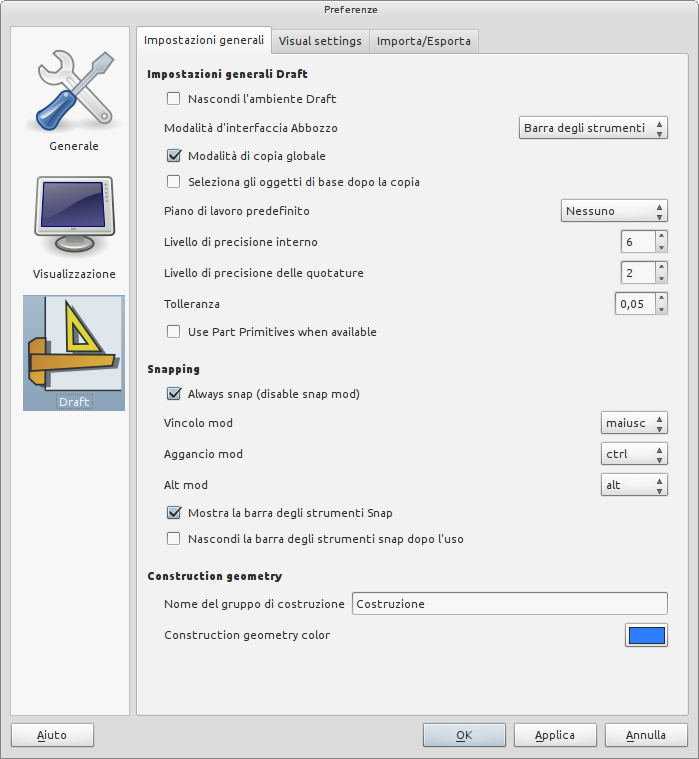 Preferenze
Generale
Visualizzazione
Draft
Impostazioni generali Visual settings Importa/Esporta
Impostazioni generali Draft
Nascondi l'ambiente Draft
Modalità d'interfaccia Abbozzo Barra degli strumenti
Modalità di copia globale
Seleziona gli oggetti di base dopo la copia
Piano di lavoro predefinito Nessuno
Livello di precisione interno 6
Livello di precisione delle quotature 2
Tolleranza 0,05
Use Part Primitives when available
Snapping
Always snap (disable snap mod)
Vincolo mod maiusc
Aggancio mod ctrl
Alt mod alt
Mostra la barra degli strumenti Snap
Nascondi la barra degli strumenti snap dopo l'uso
Construction geometry
Nome del gruppo di costruzione Costruzione
Construction geometry color
Aiuto OK Applica Annulla